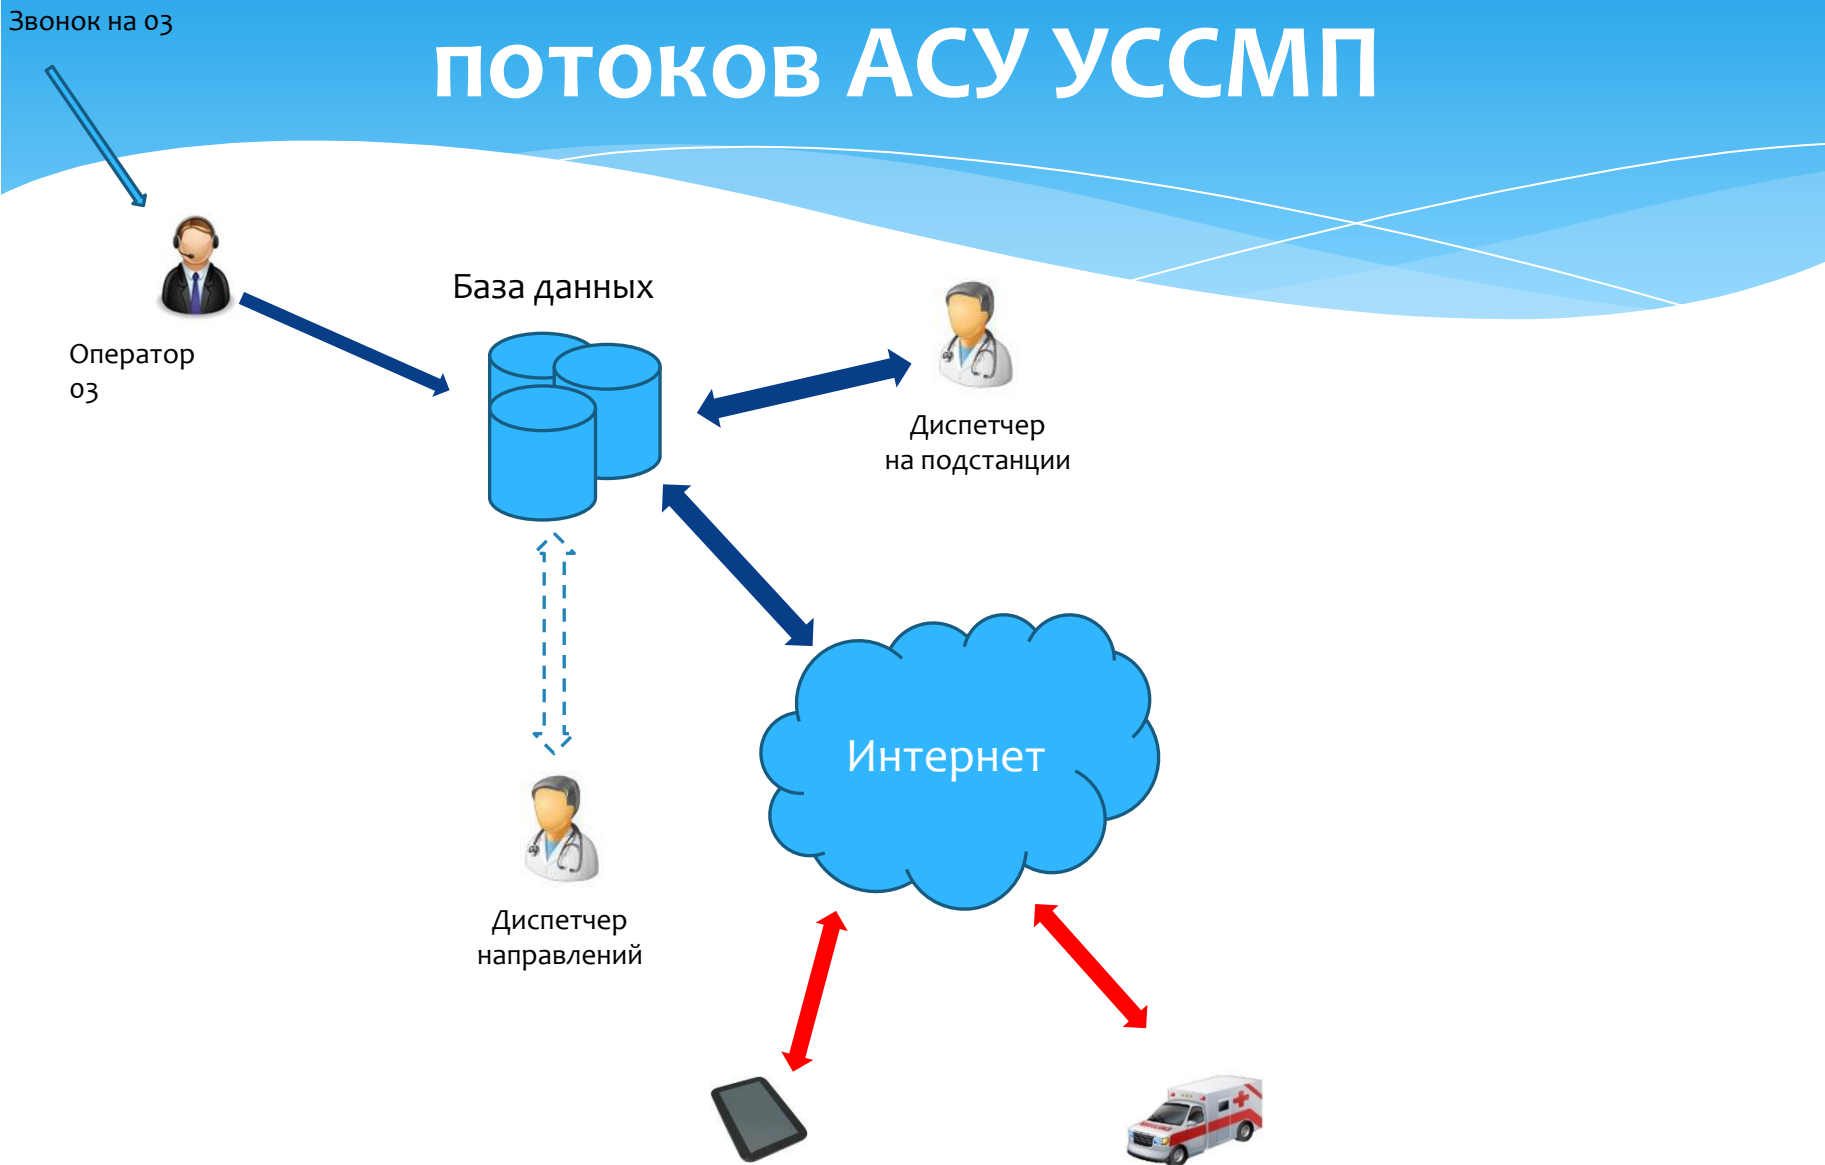 Звонок на 03
потоков АСУ УССМП
База данных
Оператор
03
Диспетчер
на подстанции
Интернет
Диспетчер
направлений